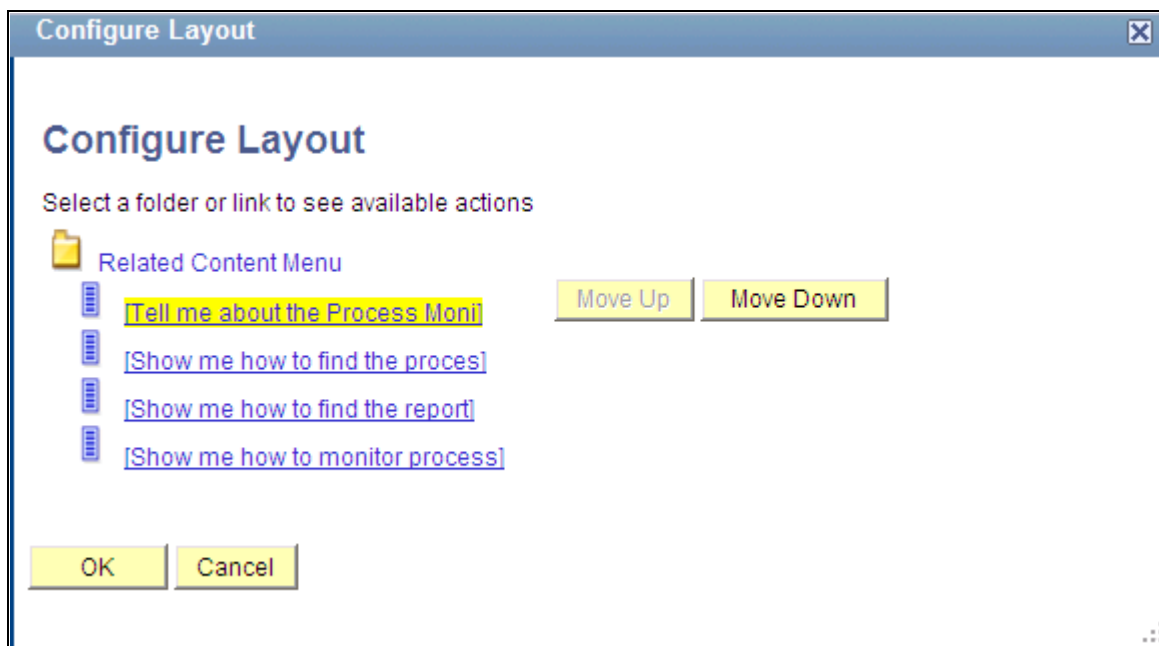 Configure Layout
Configure Layout
Select a folder or link to see available actions
Related Content Menu
[Tell me about the Process Moni] Move Up Move Down
[Show me how to find the proces]
[Show me how to find the report]
[Show me how to monitor process]
OK Cancel